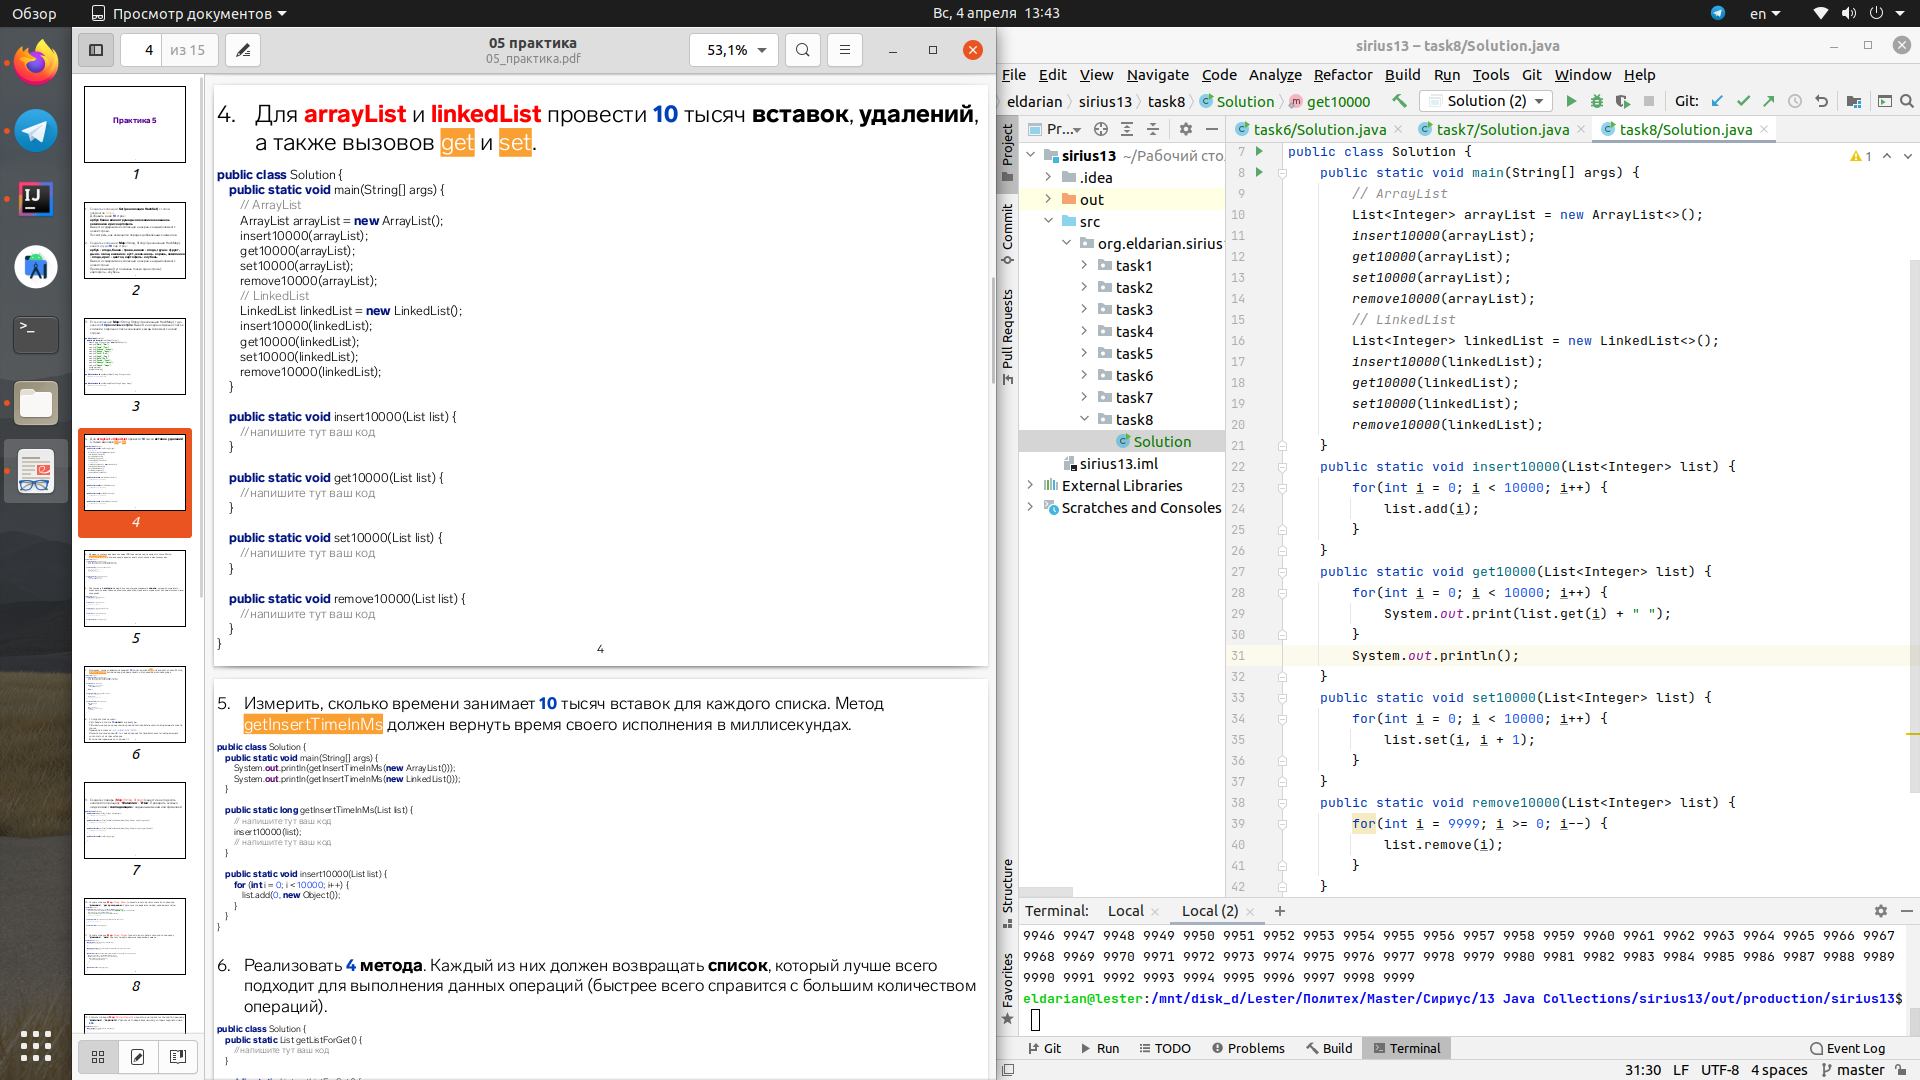 Обзор
Просмотр документов
Вс, 4 апреля 13:43
en
4 из 15
05 практика
05_практика.pdf
53,1%
Практика 5
1
2
3
4
5
6
7
8
4. Для arrayList и linkedList провести 10 тысяч вставок, удалений,
а также вызовов get и set.
public class Solution {
public static void main(String[] args) {
// ArrayList
ArrayList arrayList = new ArrayList();
insert10000(arrayList);
get10000(arrayList);
set10000(arrayList);
remove10000(arrayList);
// LinkedList
LinkedList linkedList = new LinkedList();
insert10000(linkedList);
get10000(linkedList);
set10000(linkedList);
remove10000(linkedList);
}
public static void insert10000(List list) {
//напишите тут ваш код
}
public static void get10000(List list) {
//напишите тут ваш код
}
public static void set10000(List list) {
//напишите тут ваш код
}
public static void remove10000(List list) {
//напишите тут ваш код
}
}
4
5. Измерить, сколько времени занимает 10 тысяч вставок для каждого списка. Метод
getInsertTimeInMs должен вернуть время своего исполнения в миллисекундах.
public class Solution {
public static void main(String[] args) {
System.out.println(getInsertTimeInMs(new ArrayList()));
System.out.println(getInsertTimeInMs(new LinkedList()));
}
public static long getInsertTimeInMs(List list) {
// напишите тут ваш код
insert10000(list);
// напишите тут ваш код
}
public static void insert10000(List list) {
for (int i = 0; i < 10000; i++) {
list.add(0, new Object());
}
}
}
6. Реализовать 4 метода. Каждый из них должен возвращать список, который лучше всего
подходит для выполнения данных операций (быстрее всего справится с большим количеством
операций).
public class Solution {
public static List getListForGet() {
//напишите тут ваш код
}
sirius13 – task8/Solution.java
File Edit View Navigate Code Analyze Refactor Build Run Tools Git Window Help
eldarian sirius13 task8 Solution get10000 Solution (2) Git:
Pr... task6/Solution.java task7/Solution.java task8/Solution.java
Project
Commit
Pull Requests
Structure
Favorites
sirius13 ~/Рабочий сто
.idea
out
src
org.eldarian.sirius
task1
task2
task3
task4
task5
task6
task7
task8
Solution
sirius13.iml
External Libraries
Scratches and Consoles
1
7 public class Solution {
8 public static void main(String[] args) {
9 // ArrayList
10 List<Integer> arrayList = new ArrayList<>();
11 insert10000(arrayList);
12 get10000(arrayList);
13 set10000(arrayList);
14 remove10000(arrayList);
15 // LinkedList
16 List<Integer> linkedList = new LinkedList<>();
17 insert10000(linkedList);
18 get10000(linkedList);
19 set10000(linkedList);
20 remove10000(linkedList);
21 }
22 public static void insert10000(List<Integer> list) {
23 for(int i = 0; i < 10000; i++) {
24 list.add(i);
25 }
26 }
27 public static void get10000(List<Integer> list) {
28 for(int i = 0; i < 10000; i++) {
29 System.out.print(list.get(i) + " ");
30 }
31 System.out.println();
32 }
33 public static void set10000(List<Integer> list) {
34 for(int i = 0; i < 10000; i++) {
35 list.set(i, i + 1);
36 }
37 }
38 public static void remove10000(List<Integer> list) {
39 for(int i = 9999; i >= 0; i--) {
40 list.remove(i);
41 }
42 }
Terminal: Local Local (2)
9946 9947 9948 9949 9950 9951 9952 9953 9954 9955 9956 9957 9958 9959 9960 9961 9962 9963 9964 9965 9966 9967
9968 9969 9970 9971 9972 9973 9974 9975 9976 9977 9978 9979 9980 9981 9982 9983 9984 9985 9986 9987 9988 9989
9990 9991 9992 9993 9994 9995 9996 9997 9998 9999
eldarian@lester:/mnt/disk_d/Lester/Политех/Master/Сириус/13 Java Collections/sirius13/out/production/sirius13$
Git Run TODO Problems Build Terminal Event Log
31:30 LF UTF-8 4 spaces master